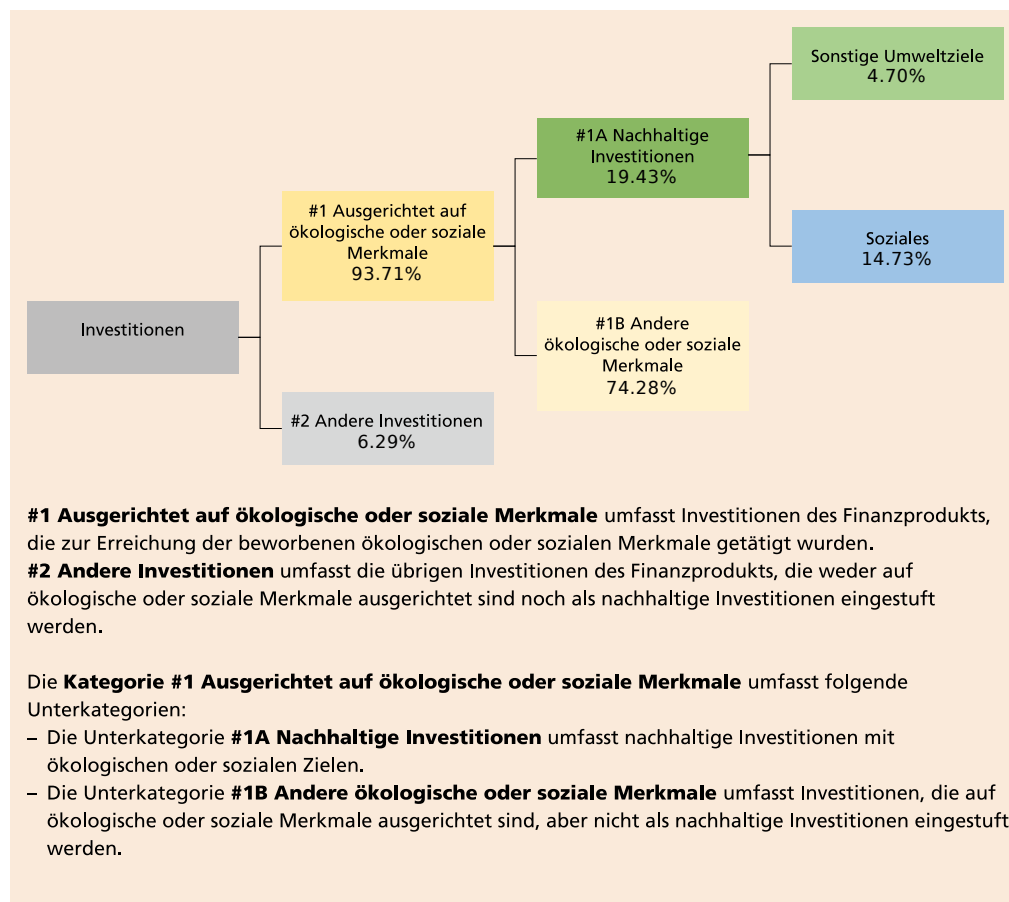 Sonstige Umweltziele
4.70%
#1A Nachhaltige
Investitionen
19.43%
#1 Ausgerichtet auf
ökologische oder soziale
Merkmale
93.71%
Soziales
14.73%
Investitionen
#1B Andere
ökologische oder soziale
Merkmale
74.28%
#2 Andere Investitionen
6.29%
#1 Ausgerichtet auf ökologische oder soziale Merkmale umfasst Investitionen des Finanzprodukts,
die zur Erreichung der beworbenen ökologischen oder sozialen Merkmale getätigt wurden.
#2 Andere Investitionen umfasst die übrigen Investitionen des Finanzprodukts, die weder auf
ökologische oder soziale Merkmale ausgerichtet sind noch als nachhaltige Investitionen eingestuft
werden.
Die Kategorie #1 Ausgerichtet auf ökologische oder soziale Merkmale umfasst folgende
Unterkategorien:
– Die Unterkategorie #1A Nachhaltige Investitionen umfasst nachhaltige Investitionen mit
ökologischen oder sozialen Zielen.
– Die Unterkategorie #1B Andere ökologische oder soziale Merkmale umfasst Investitionen, die auf
ökologische oder soziale Merkmale ausgerichtet sind, aber nicht als nachhaltige Investitionen eingestuft
werden.